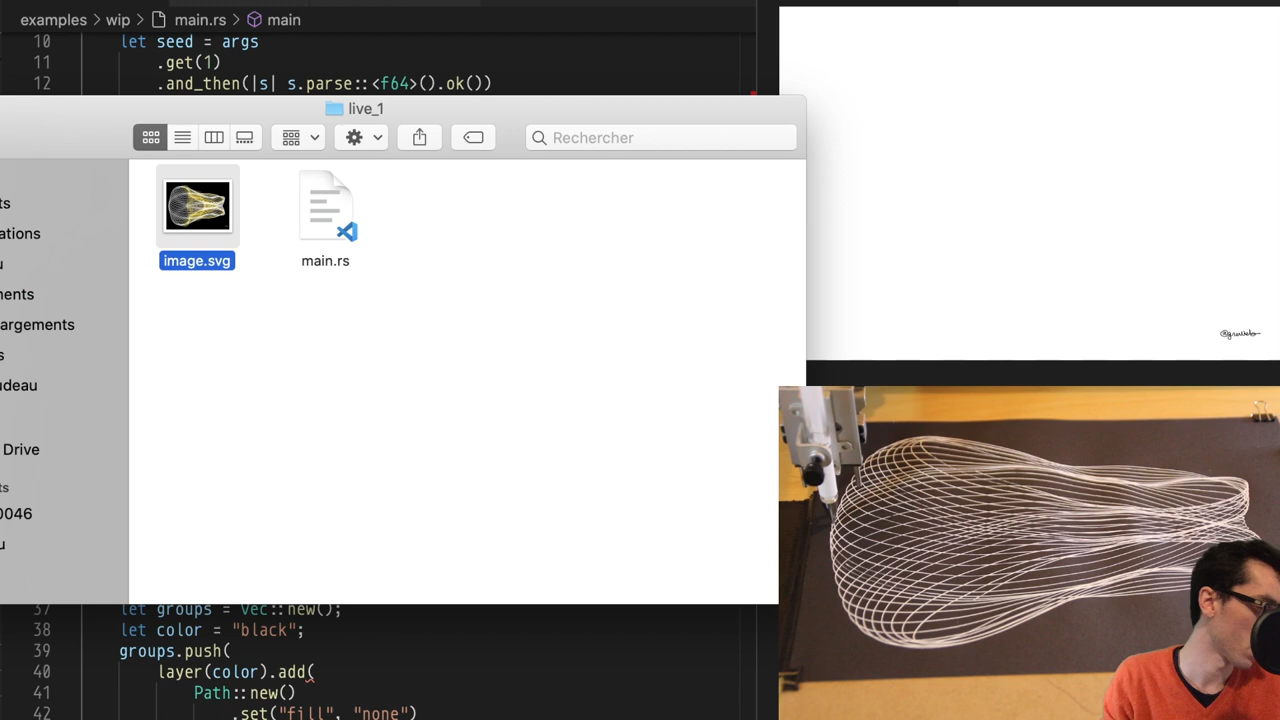 examples > wip > main.rs > main
10 let seed = args
11 .get(1)
12 .and_then(|s| s.parse::<f64>().ok())
live_1
Rechercher
ts
ations
u
nents
argements
s
udeau
Drive
ts
0046
u
image.svg
main.rs
37 let groups = Vec::new();
38 let color = "black";
39 groups.push(
40 layer(color).add(
41 Path::new()
42 .set("fill", "none")